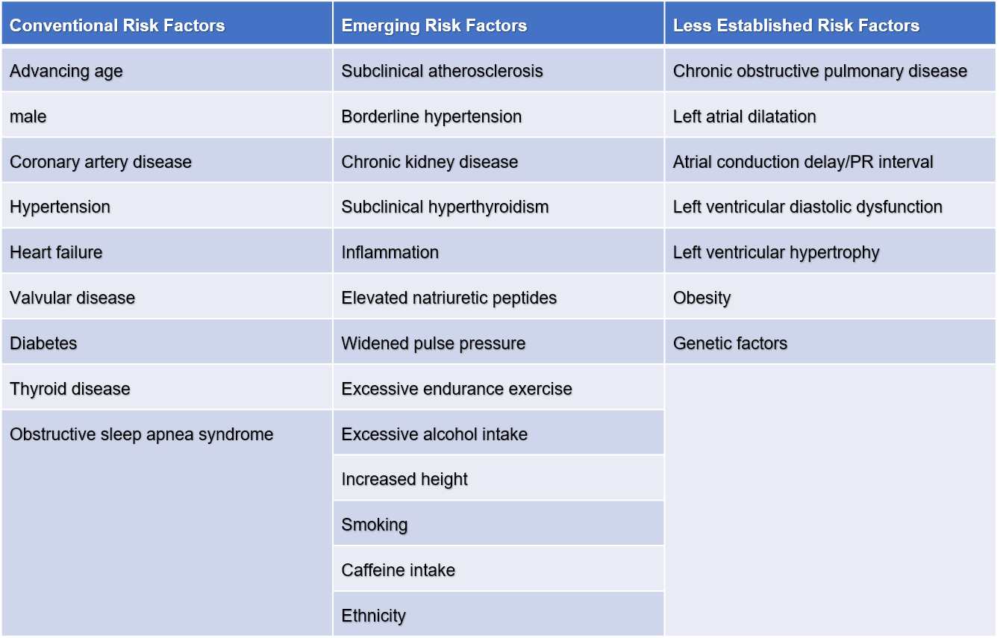 Conventional Risk Factors
Emerging Risk Factors
Less Established Risk Factors
Advancing age
Subclinical atherosclerosis
Chronic obstructive pulmonary disease
male
Borderline hypertension
Left atrial dilatation
Coronary artery disease
Chronic kidney disease
Atrial conduction delay/PR interval
Hypertension
Subclinical hyperthyroidism
Left ventricular diastolic dysfunction
Heart failure
Inflammation
Left ventricular hypertrophy
Valvular disease
Elevated natriuretic peptides
Obesity
Diabetes
Widened pulse pressure
Genetic factors
Thyroid disease
Excessive endurance exercise
Obstructive sleep apnea syndrome
Excessive alcohol intake
Increased height
Smoking
Caffeine intake
Ethnicity